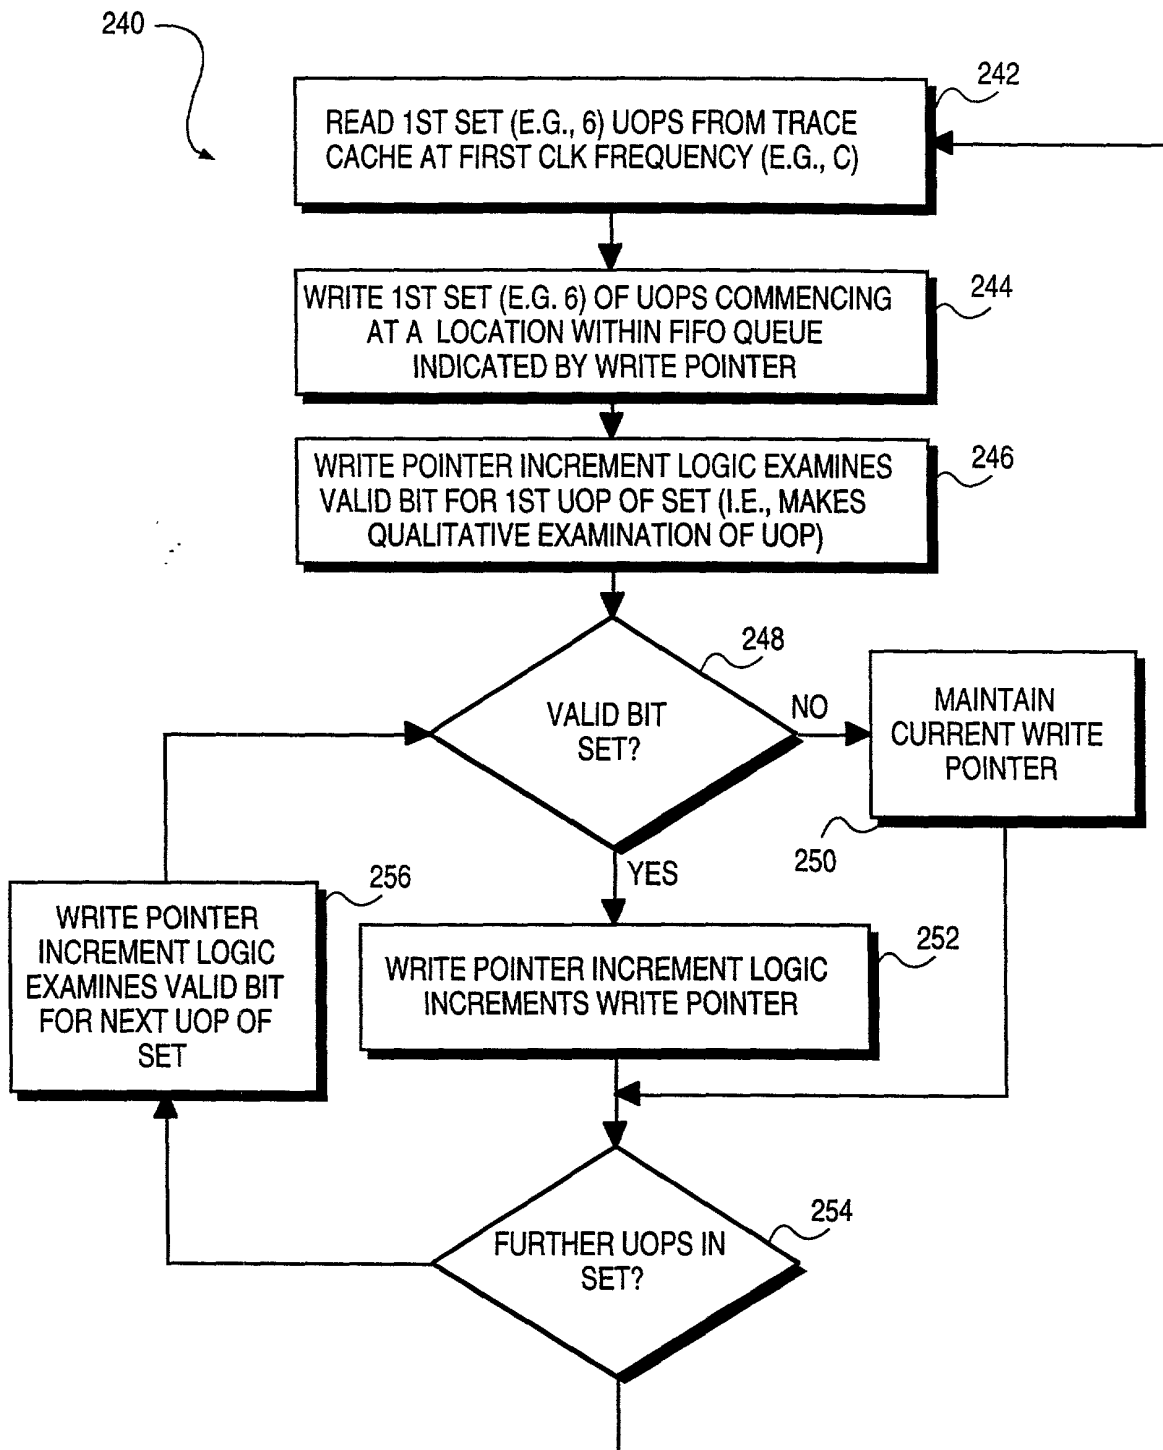 240
242
READ 1ST SET (E.G., 6) UOPS FROM TRACE
CACHE AT FIRST CLK FREQUENCY (E.G., C)
244
WRITE 1ST SET (E.G. 6) OF UOPS COMMENCING
AT A LOCATION WITHIN FIFO QUEUE
INDICATED BY WRITE POINTER
246
WRITE POINTER INCREMENT LOGIC EXAMINES
VALID BIT FOR 1ST UOP OF SET (I.E., MAKES
QUALITATIVE EXAMINATION OF UOP)
248
VALID BIT
SET?
NO
MAINTAIN
CURRENT WRITE
POINTER
250
YES
256
WRITE POINTER
INCREMENT LOGIC
EXAMINES VALID BIT
FOR NEXT UOP OF
SET
252
WRITE POINTER INCREMENT LOGIC
INCREMENTS WRITE POINTER
254
FURTHER UOPS IN
SET?